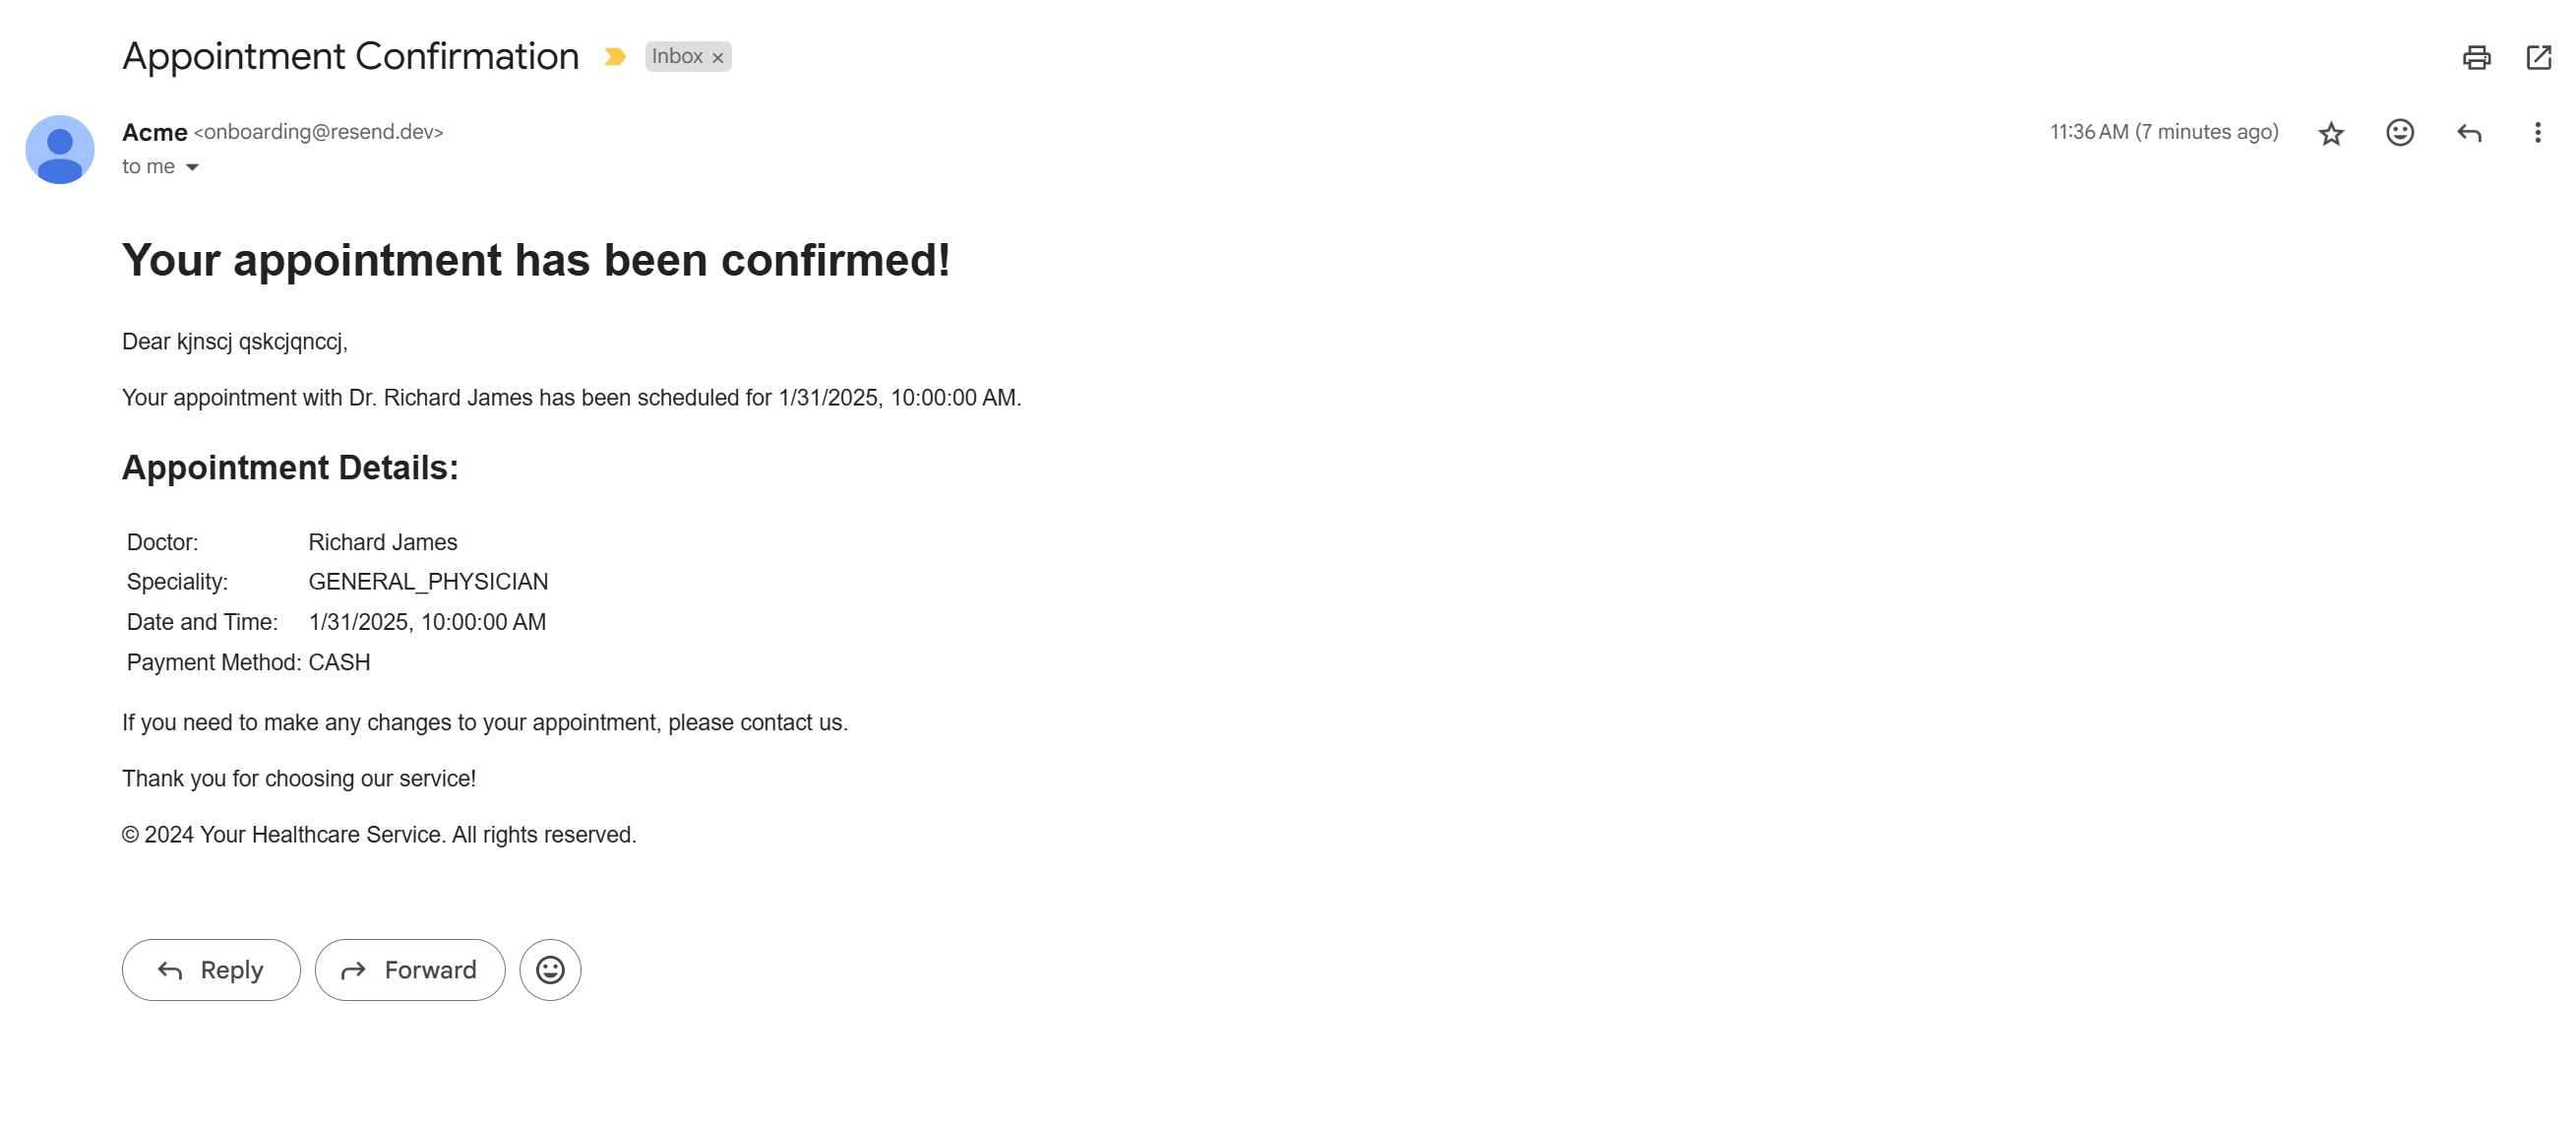 Appointment Confirmation Inbox ×
Acme <onboarding@resend.dev> 11:36 AM (7 minutes ago)
to me
Your appointment has been confirmed!
Dear kjnscj qskcjqnccj,
Your appointment with Dr. Richard James has been scheduled for 1/31/2025, 10:00:00 AM.
Appointment Details:
Doctor: Richard James
Speciality: GENERAL_PHYSICIAN
Date and Time: 1/31/2025, 10:00:00 AM
Payment Method: CASH
If you need to make any changes to your appointment, please contact us.
Thank you for choosing our service!
© 2024 Your Healthcare Service. All rights reserved.
Reply Forward